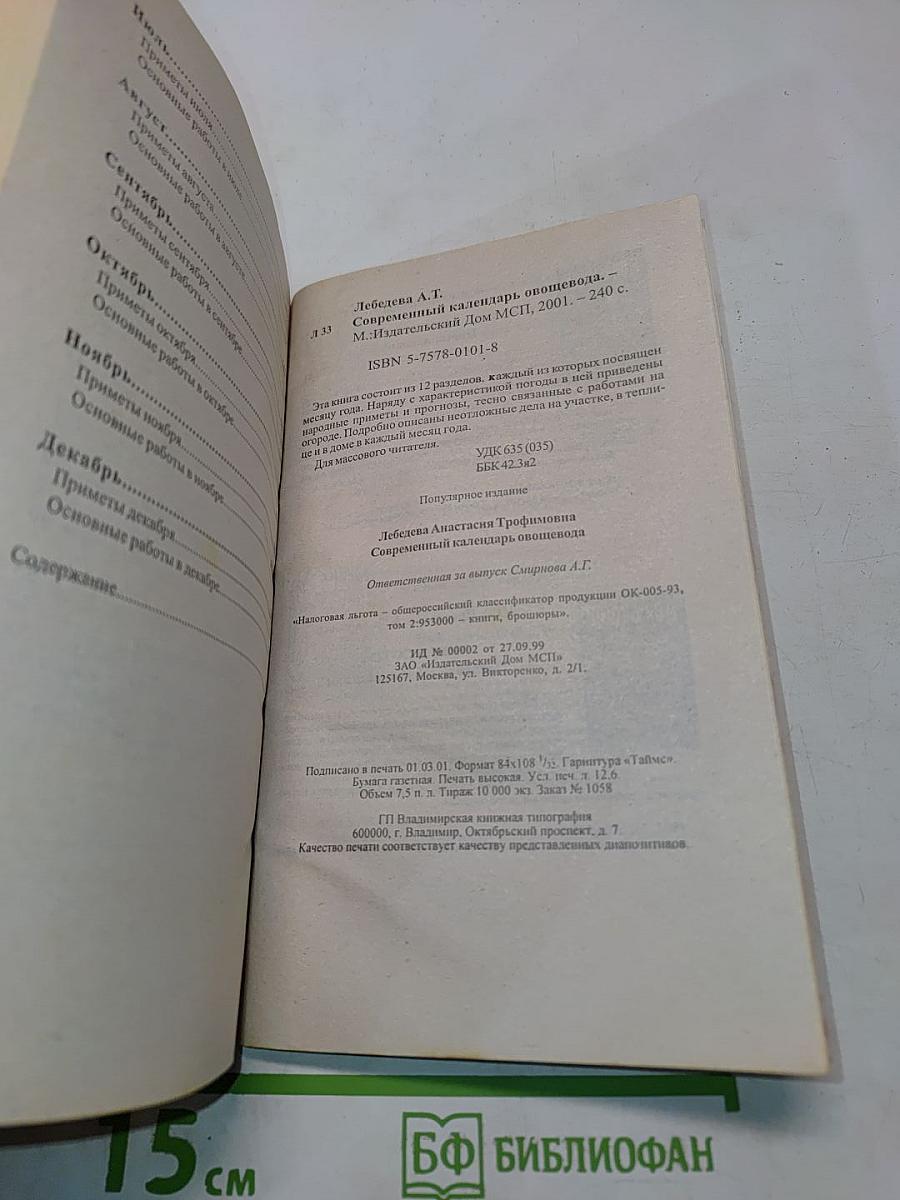 Июль
Приметы июля
Основные работы в июле
Август
Приметы августа
Основные работы в августе
Сентябрь
Приметы сентября
Основные работы в сентябре
Октябрь
Приметы октября
Основные работы в октябре
Ноябрь
Приметы ноября
Основные работы в ноябре
Декабрь
Приметы декабря
Основные работы в декабре
Содержание
Лебедева А.Т.
Л 33 Современный календарь овощевода. –
М.:Издательский Дом МСП, 2001. – 240 с.
ISBN 5-7578-0101-8
Эта книга состоит из 12 разделов, каждый из которых посвящен
месяцу года. Наряду с характеристикой погоды в ней приведены
народные приметы и прогнозы, тесно связанные с работами на
огороде. Подробно описаны неотложные дела на участке, в тепли-
це и в доме в каждый месяц года.
Для массового читателя.
УДК 635 (035)
ББК 42.3я2
Популярное издание
Лебедева Анастасия Трофимовна
Современный календарь овощевода
Ответственная за выпуск Смирнова А.Г.
«Налоговая льгота – общероссийский классификатор продукции ОК-005-93,
том 2:953000 – книги, брошюры».
ИД № 00002 от 27.09.99
ЗАО «Издательский Дом МСП»
125167, Москва, ул. Викторенко, д. 2/1.
Подписано в печать 01.03.01. Формат 84х108 1/32. Гарнитура «Таймс».
Бумага газетная. Печать высокая. Усл. печ. л. 12,6.
Объем 7,5 п. л. Тираж 10 000 экз. Заказ № 1058
ГП Владимирская книжная типография
600000, г. Владимир, Октябрьский проспект, д. 7
Качество печати соответствует качеству представленных диапозитивов.
15 см
БФ БИБЛИОФАН